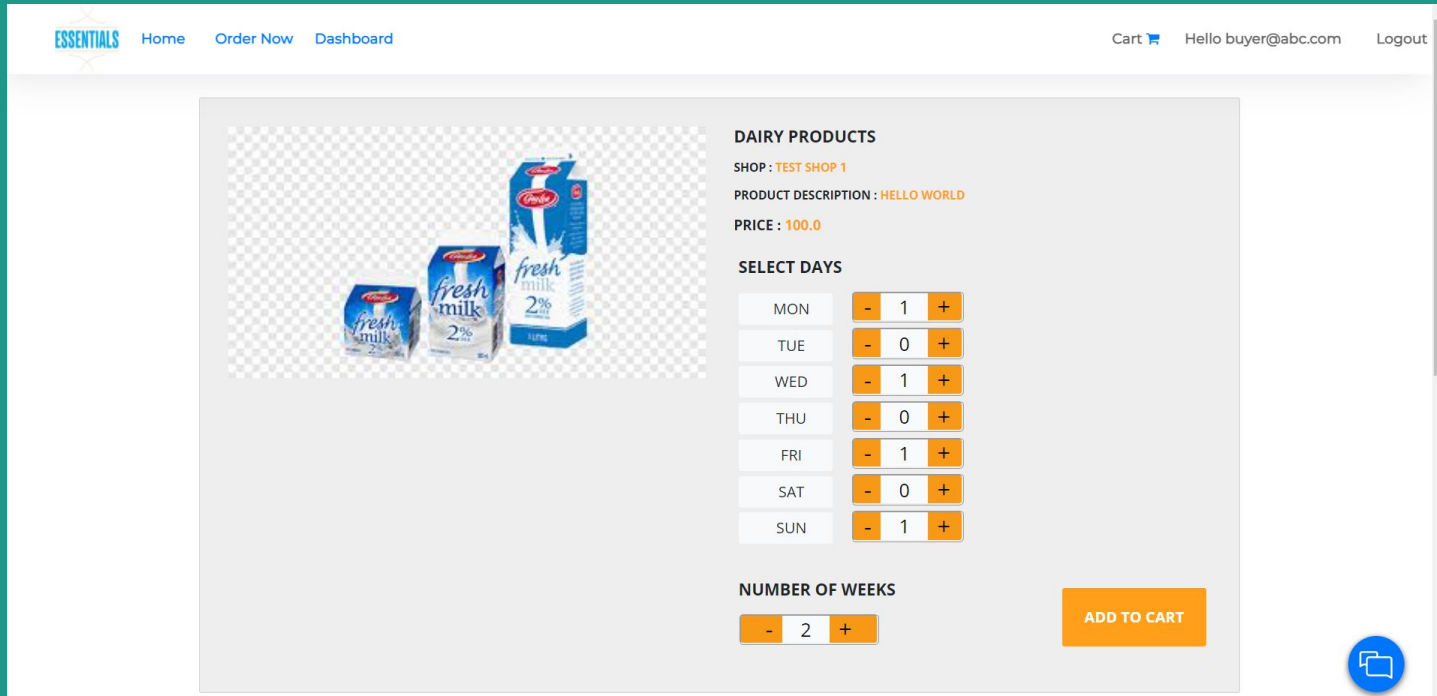 ESSENTIALS Home Order Now Dashboard Cart Hello buyer@abc.com Logout
DAIRY PRODUCTS
SHOP : TEST SHOP 1
PRODUCT DESCRIPTION : HELLO WORLD
PRICE : 100.0
SELECT DAYS
MON - 1 +
TUE - 0 +
WED - 1 +
THU - 0 +
FRI - 1 +
SAT - 0 +
SUN - 1 +
NUMBER OF WEEKS
- 2 +
ADD TO CART
fresh
milk
2%
fresh
milk
2%
fresh
milk
2%